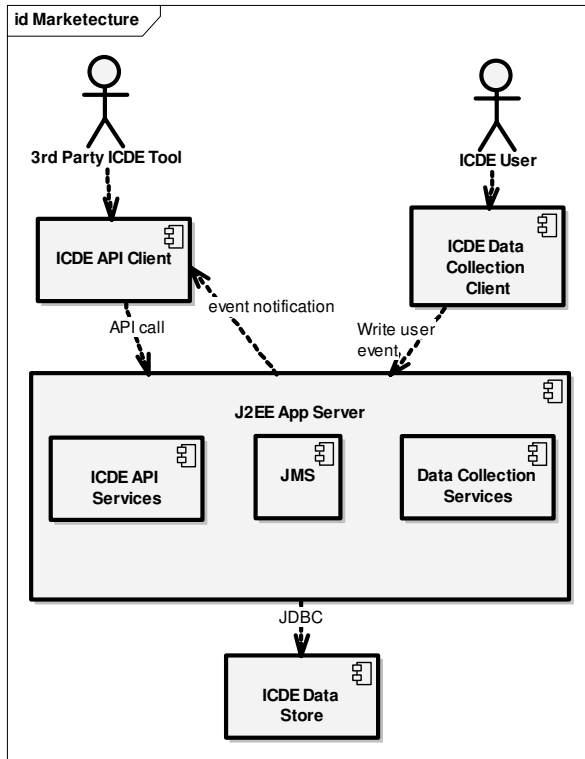 id Marketecture
3rd Party ICDE Tool
ICDE User
ICDE API Client
ICDE Data
Collection
Client
event notification
API call
Write user
event
J2EE App Server
ICDE API
Services
JMS
Data Collection
Services
JDBC
ICDE Data
Store